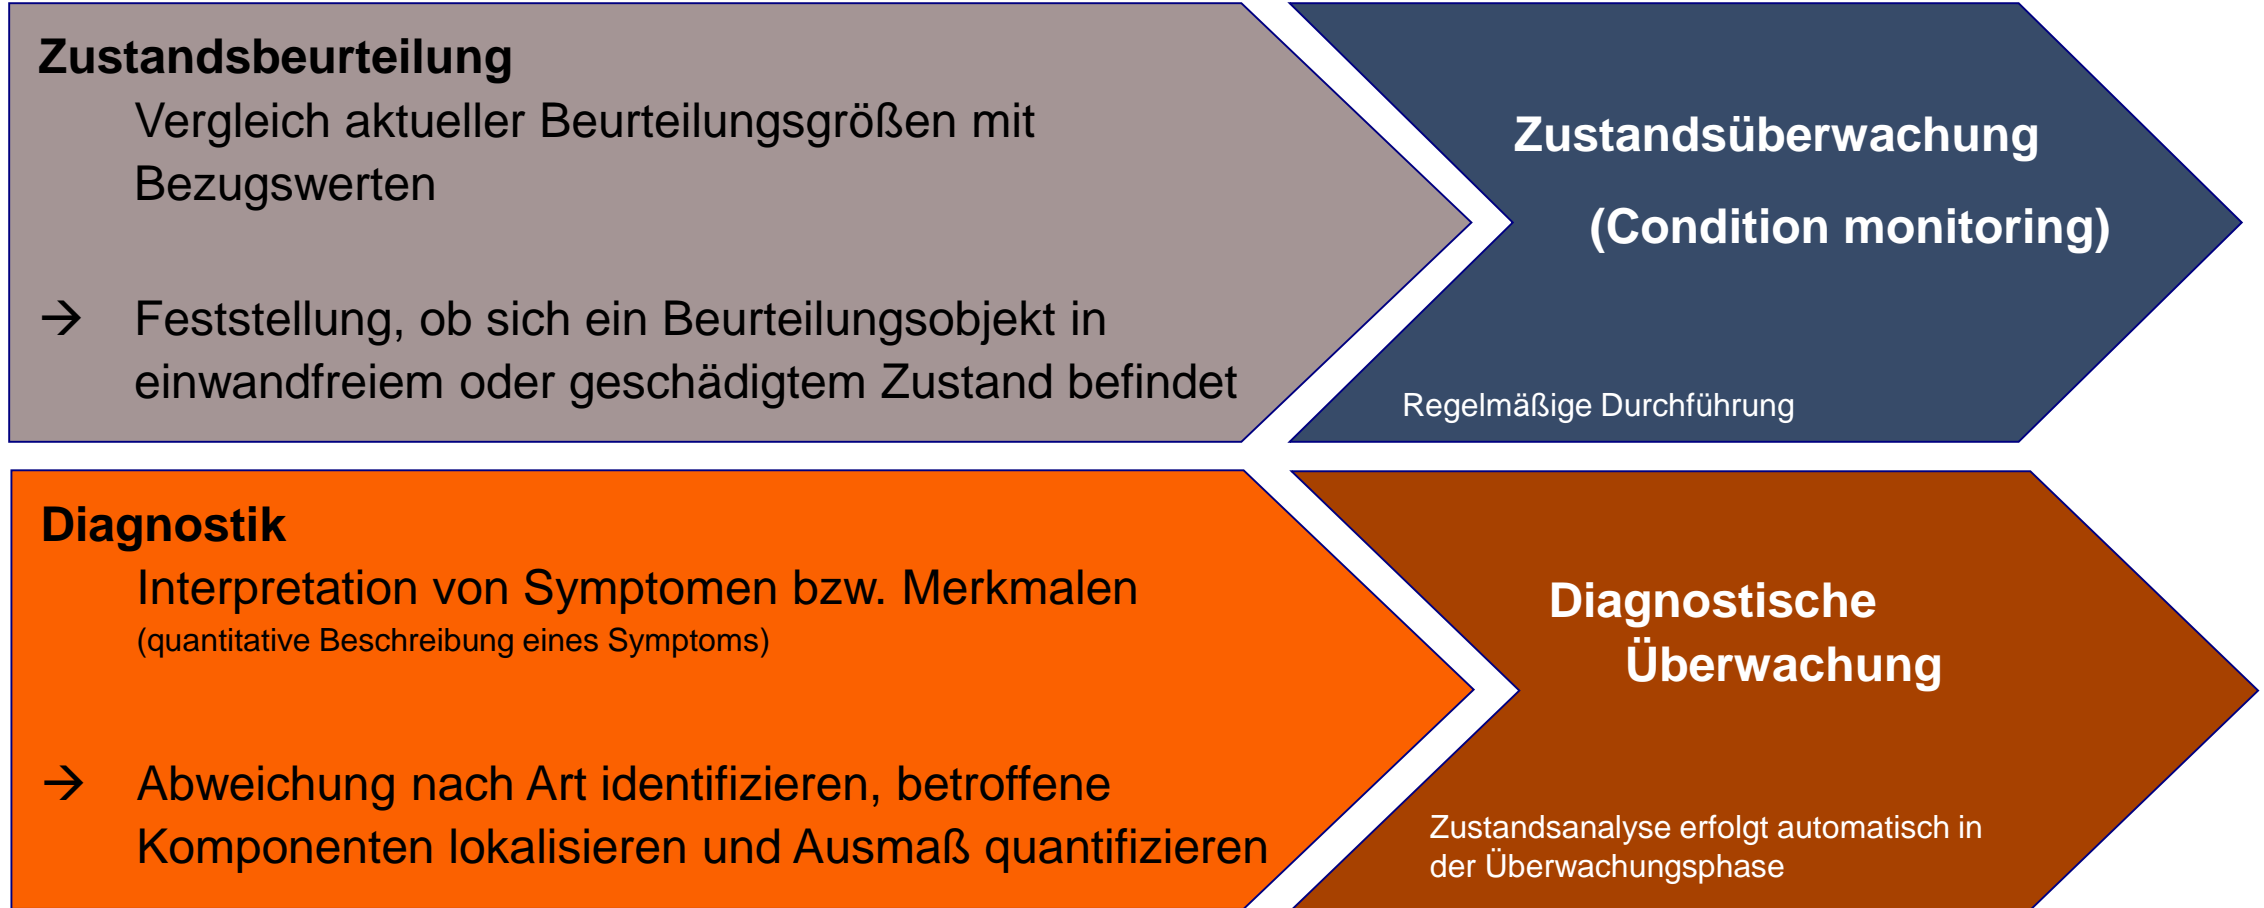 Zustandsbeurteilung
Vergleich aktueller Beurteilungsgrößen mit
Bezugswerten
→ Feststellung, ob sich ein Beurteilungsobjekt in
einwandfreiem oder geschädigtem Zustand befindet
Zustandsüberwachung
(Condition monitoring)
Regelmäßige Durchführung
Diagnostik
Interpretation von Symptomen bzw. Merkmalen
(quantitative Beschreibung eines Symptoms)
→ Abweichung nach Art identifizieren, betroffene
Komponenten lokalisieren und Ausmaß quantifizieren
Diagnostische
Überwachung
Zustandsanalyse erfolgt automatisch in
der Überwachungsphase